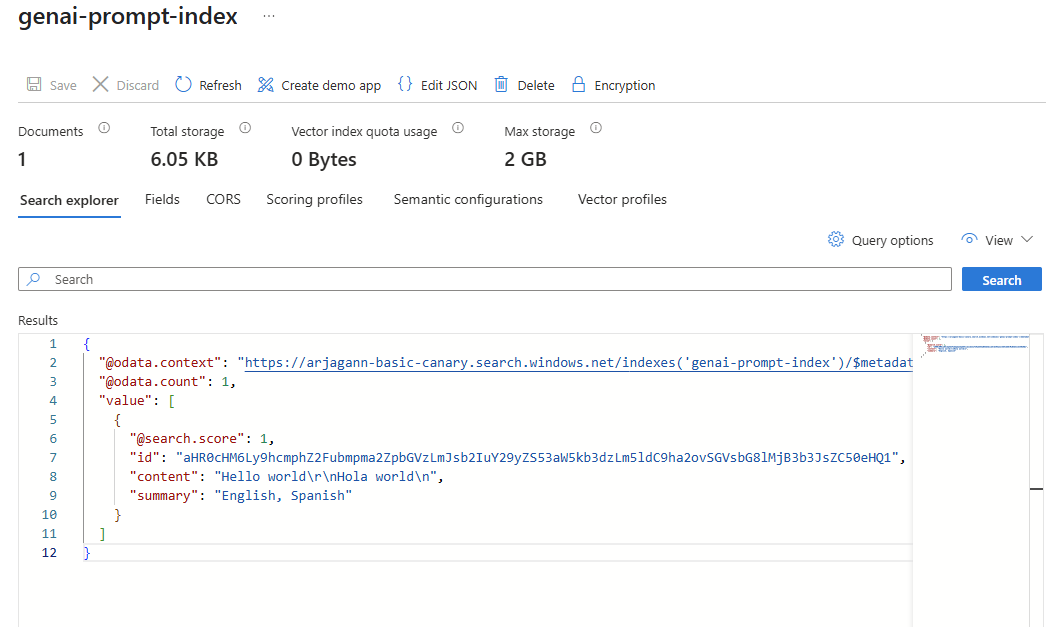 genai-prompt-index ...
Save Discard Refresh Create demo app {} Edit JSON Delete Encryption
Documents Total storage Vector index quota usage Max storage
1 6.05 KB 0 Bytes 2 GB
Search explorer Fields CORS Scoring profiles Semantic configurations Vector profiles
Query options View
Search Search
Results
1 {
2 "@odata.context": "https://arjagann-basic-canary.search.windows.net/indexes('genai-prompt-index')/$metadat
3 "@odata.count": 1,
4 "value": [
5 {
6 "@search.score": 1,
7 "id": "aHR0cHM6Ly9hcmphZ2Fubmpma2ZpbGVzLmJsb2IuY29yZS53aW5kb3dzLm5ldC9ha2ovSGVsbG8lMjB3b3JsZC50eHQ1",
8 "content": "Hello world\r\nHola world\n",
9 "summary": "English, Spanish"
10 }
11 ]
12 }